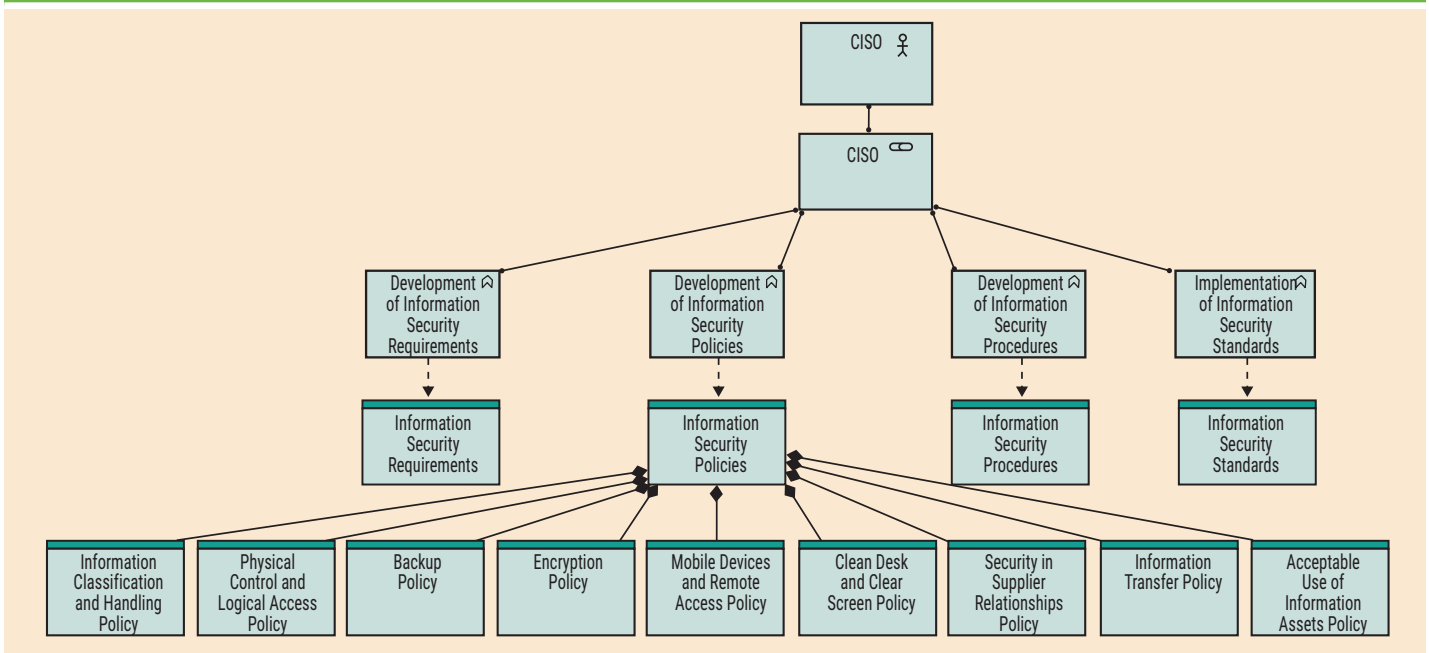 CISO
CISO
Development
of Information
Security
Requirements
Development
of Information
Security
Policies
Development
of Information
Security
Procedures
Implementation
of Information
Security
Standards
Information
Security
Requirements
Information
Security
Policies
Information
Security
Procedures
Information
Security
Standards
Information
Classification
and Handling
Policy
Physical
Control and
Logical Access
Policy
Backup
Policy
Encryption
Policy
Mobile Devices
and Remote
Access Policy
Clean Desk
and Clear
Screen Policy
Security in
Supplier
Relationships
Policy
Information
Transfer Policy
Acceptable
Use of
Information
Assets Policy